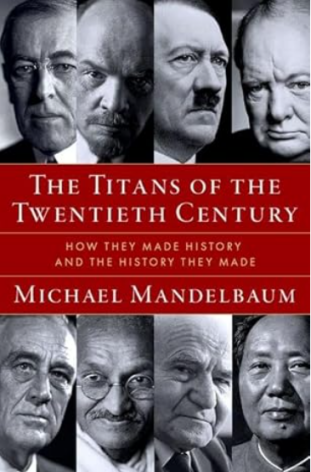 THE TITANS OF THE
TWENTIETH CENTURY
HOW THEY MADE HISTORY
AND THE HISTORY THEY MADE
MICHAEL MANDELBAUM